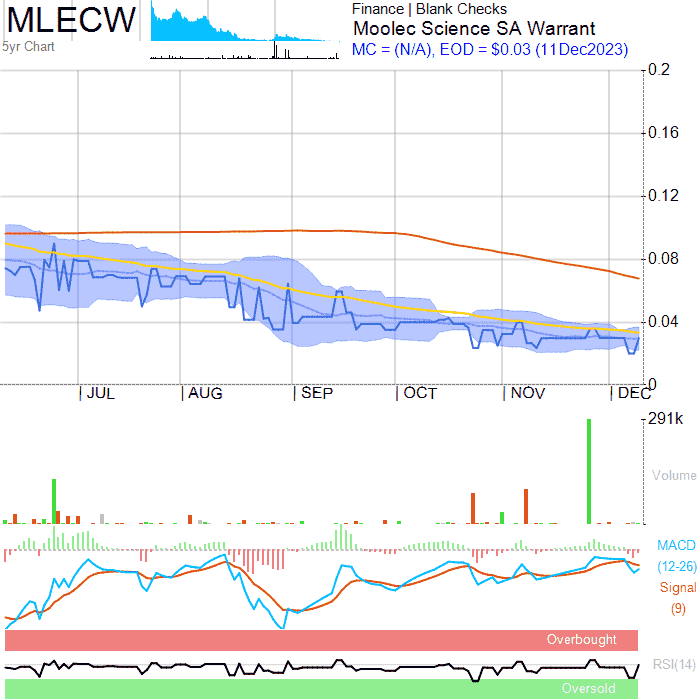 MLECW
5yr Chart
Finance | Blank Checks
Moolec Science SA Warrant
MC = (N/A), EOD = $0.03 (11Dec2023)
0.2
0.16
0.12
0.08
0.04
0
JUL
AUG
SEP
OCT
NOV
DEC
291k
Volume
MACD
(12-26)
Signal
(9)
Overbought
RSI(14)
Oversold